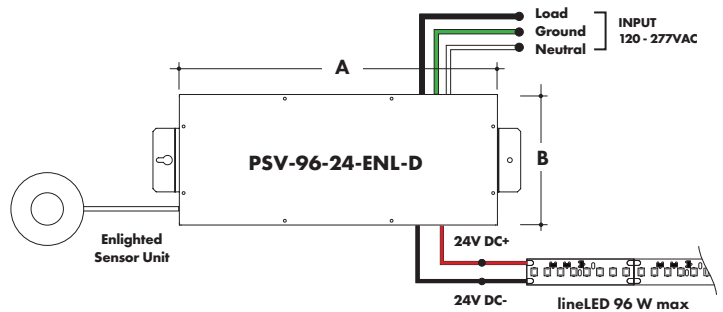 Load
Ground
Neutral
INPUT
120 - 277VAC
A
PSV-96-24-ENL-D
B
Enlighted
Sensor Unit
24V DC+
24V DC-
lineLED 96 W max